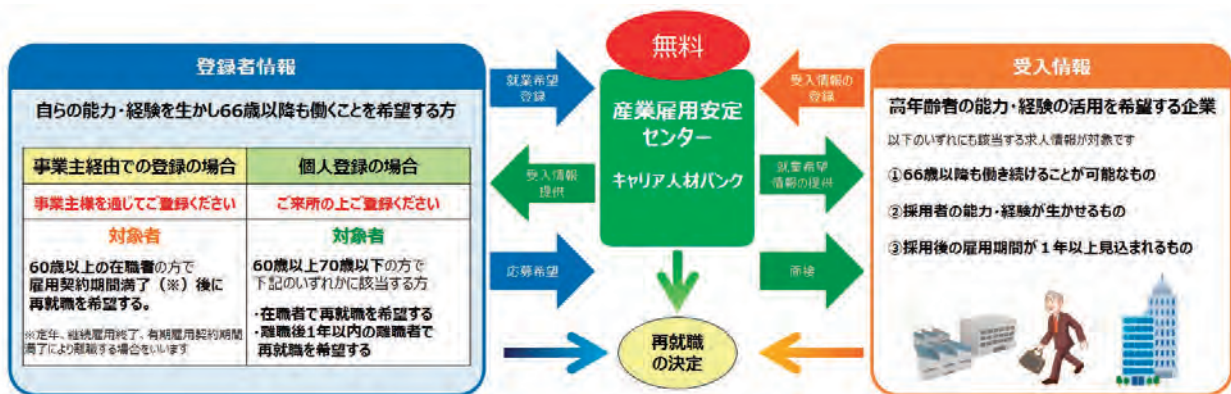 登録者情報
自らの能力・経験を生かし66歳以降も働くことを希望する方
事業主経由での登録の場合
事業主様を通じてご登録ください
対象者
60歳以上の在職者の方で
雇用契約期間満了（※）後に
再就職を希望する。
※定年、継続雇用終了、有期雇用契約期間
満了により離職する場合をいいます
個人登録の場合
ご来所の上ご登録ください
対象者
60歳以上70歳以下の方で
下記のいずれかに該当する方
・在職者で再就職を希望する
・離職後1年以内の離職者で
再就職を希望する
就業希望
登録
受入情報
提供
応募希望
無料
産業雇用安定
センター
キャリア人材バンク
再就職
の決定
受入情報の
登録
就業希望
情報の提供
面接
受入情報
高年齢者の能力・経験の活用を希望する企業
以下のいずれにも該当する求人情報が対象です
①66歳以降も働き続けることが可能なもの
②採用者の能力・経験が生かせるもの
③採用後の雇用期間が１年以上見込まれるもの